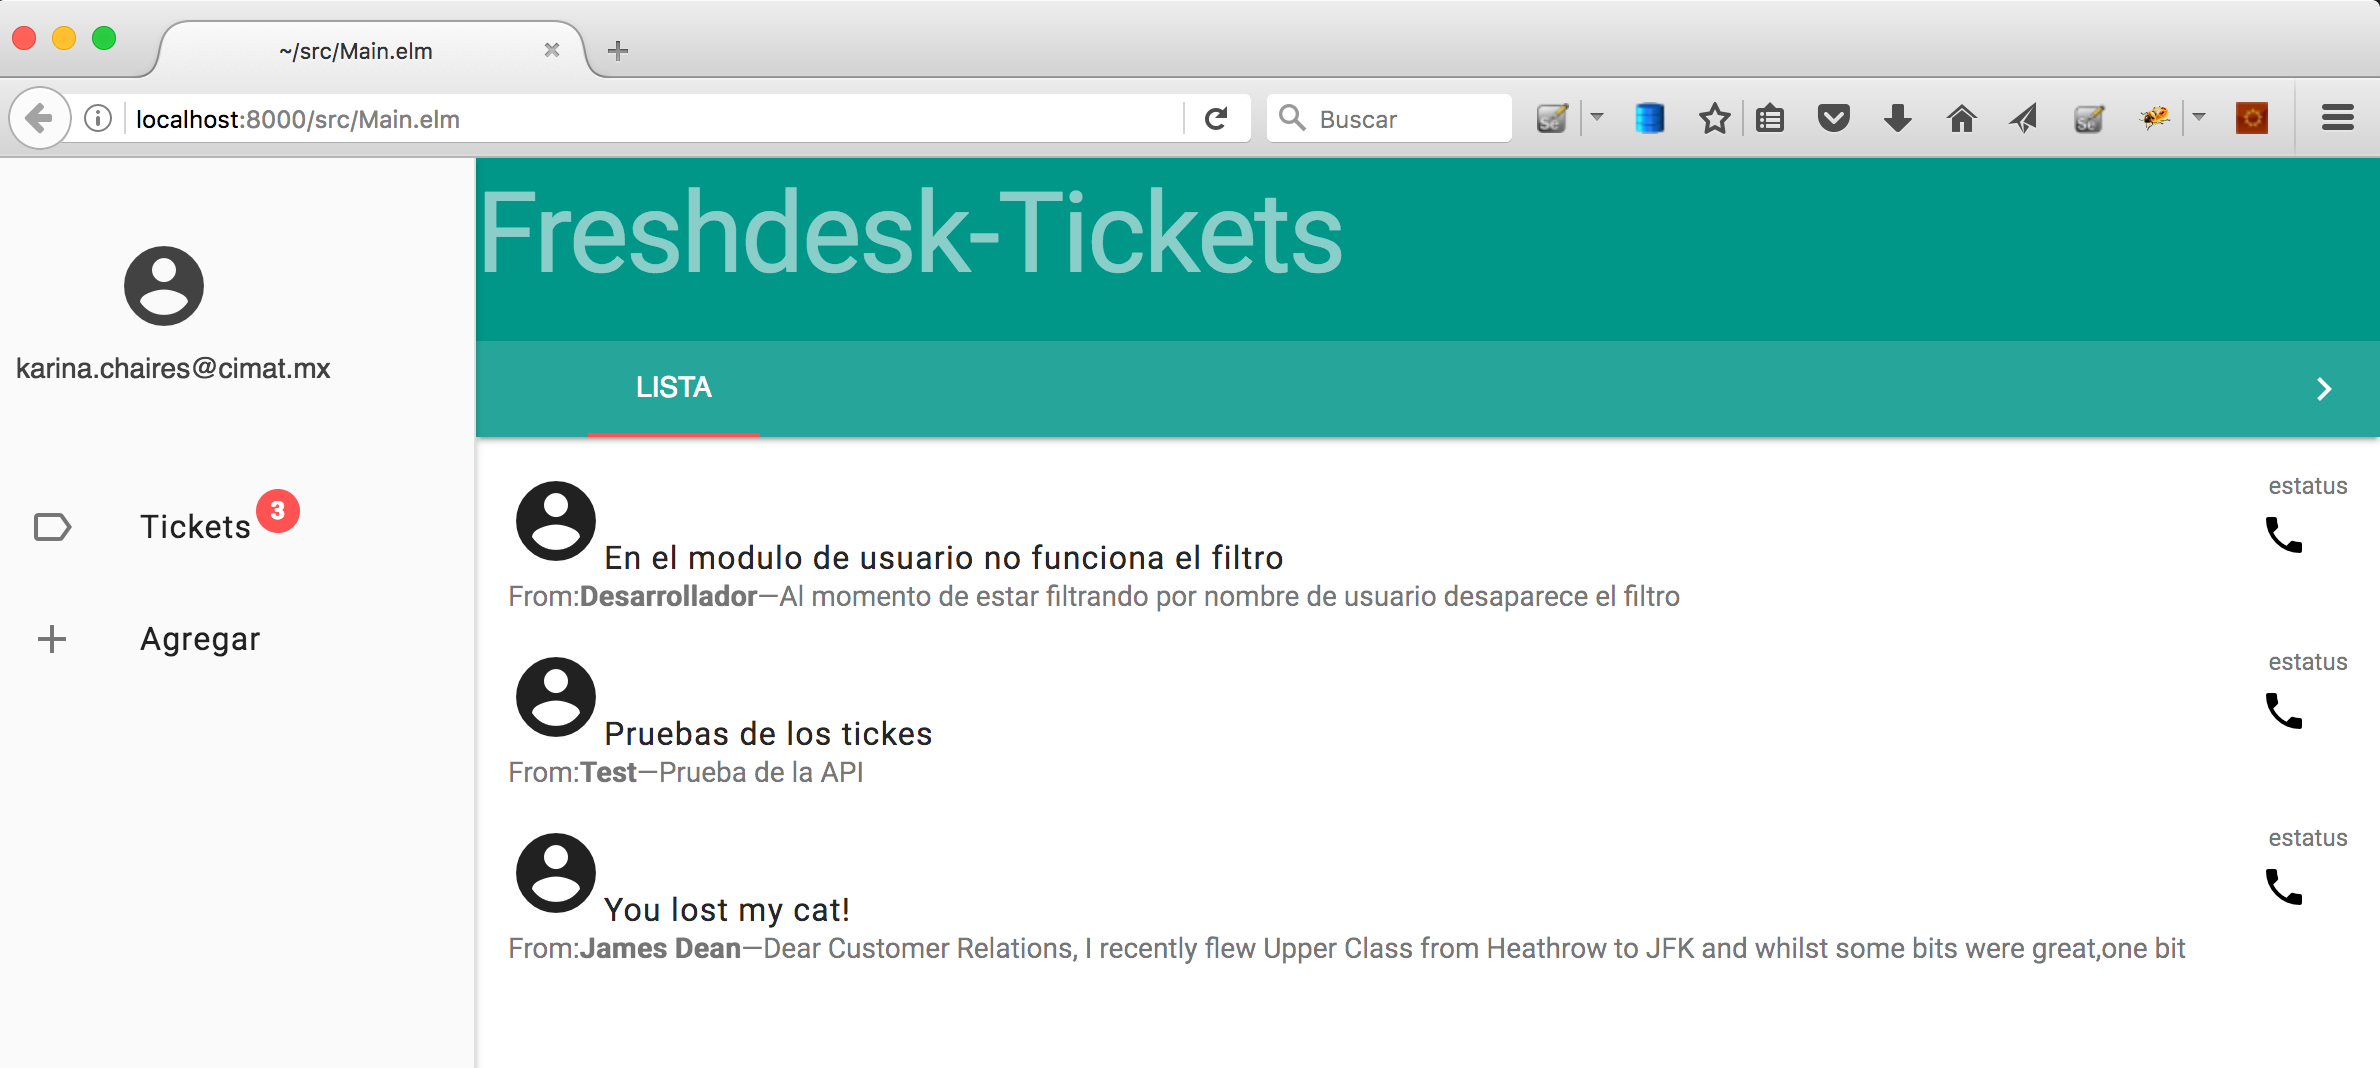 ~/src/Main.elm
localhost:8000/src/Main.elm
Buscar
karina.chaires@cimat.mx
Tickets 3
Agregar
Freshdesk-Tickets
LISTA
En el modulo de usuario no funciona el filtro
From:Desarrollador—Al momento de estar filtrando por nombre de usuario desaparece el filtro
estatus
Pruebas de los tickes
From:Test—Prueba de la API
estatus
You lost my cat!
From:James Dean—Dear Customer Relations, I recently flew Upper Class from Heathrow to JFK and whilst some bits were great,one bit
estatus